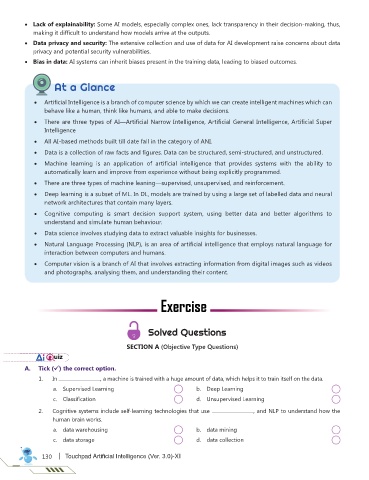 • Lack of explainability: Some AI models, especially complex ones, lack transparency in their decision-making, thus,
making it difficult to understand how models arrive at the outputs.
• Data privacy and security: The extensive collection and use of data for AI development raise concerns about data
privacy and potential security vulnerabilities.
• Bias in data: AI systems can inherit biases present in the training data, leading to biased outcomes.
At a Glance
• Artificial Intelligence is a branch of computer science by which we can create intelligent machines which can
behave like a human, think like humans, and able to make decisions.
• There are three types of AI—Artificial Narrow Intelligence, Artificial General Intelligence, Artificial Super
Intelligence
• All AI-based methods built till date fall in the category of ANI.
• Data is a collection of raw facts and figures. Data can be structured, semi-structured, and unstructured.
• Machine learning is an application of artificial intelligence that provides systems with the ability to
automatically learn and improve from experience without being explicitly programmed.
• There are three types of machine leaning—supervised, unsupervised, and reinforcement.
• Deep learning is a subset of ML. In DL, models are trained by using a large set of labelled data and neural
network architectures that contain many layers.
• Cognitive computing is smart decision support system, using better data and better algorithms to
understand and simulate human behaviour.
• Data science involves studying data to extract valuable insights for businesses.
• Natural Language Processing (NLP), is an area of artificial intelligence that employs natural language for
interaction between computers and humans.
• Computer vision is a branch of AI that involves extracting information from digital images such as videos
and photographs, analysing them, and understanding their content.
Exercise
Solved Questions
SECTION A (Objective Type Questions)
Ai Quiz
A. Tick (✓) the correct option.
1. In ........................, a machine is trained with a huge amount of data, which helps it to train itself on the data.
a. Supervised Learning b. Deep Learning
c. Classification d. Unsupervised Learning
2. Cognitive systems include self-learning technologies that use ........................, and NLP to understand how the
human brain works.
a. data warehousing b. data mining
c. data storage d. data collection
130 | Touchpad Artificial Intelligence (Ver. 3.0)-XI